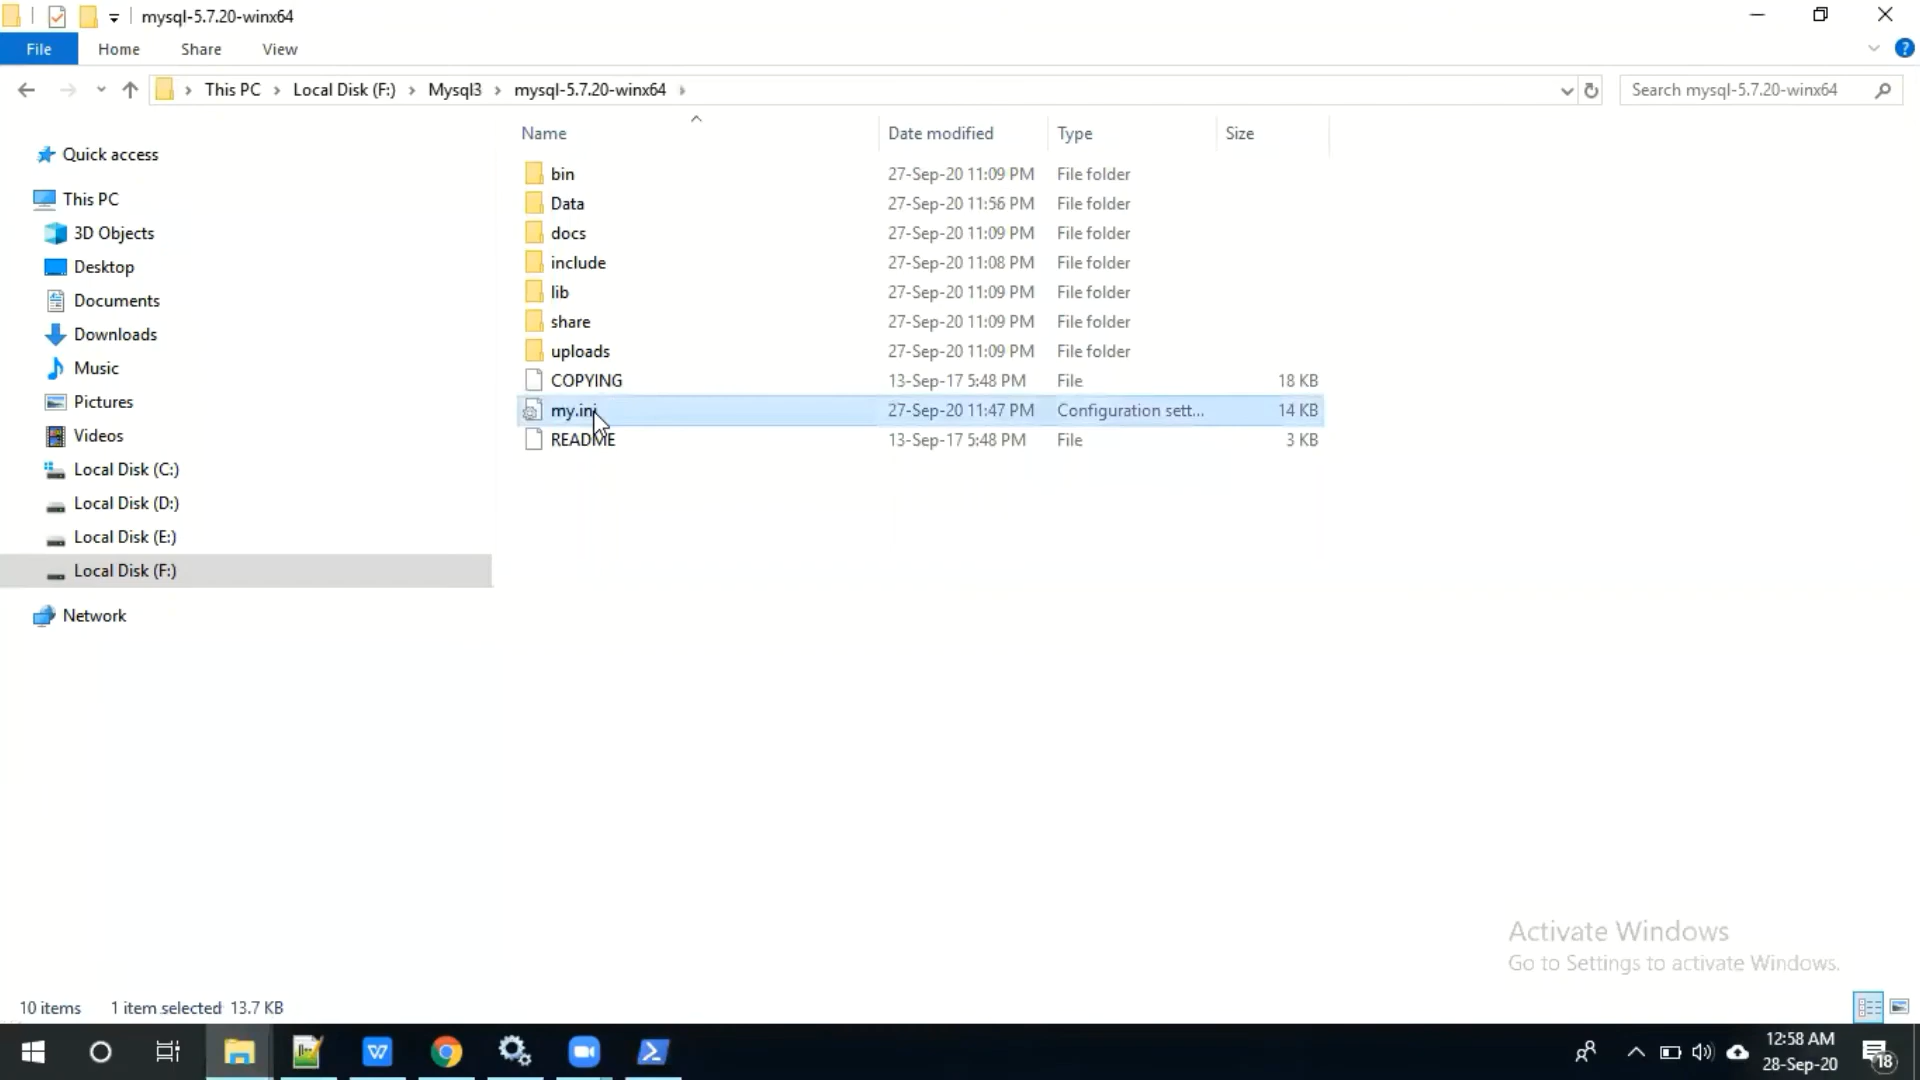 mysql-5.7.20-winx64
File Home Share View
This PC Local Disk (F:) Mysql3 mysql-5.7.20-winx64
Search mysql-5.7.20-winx64
Name Date modified Type Size
Quick access
This PC
3D Objects
Desktop
Documents
Downloads
Music
Pictures
Videos
Local Disk (C:)
Local Disk (D:)
Local Disk (E:)
Local Disk (F:)
Network
bin 27-Sep-20 11:09 PM File folder
Data 27-Sep-20 11:56 PM File folder
docs 27-Sep-20 11:09 PM File folder
include 27-Sep-20 11:08 PM File folder
lib 27-Sep-20 11:09 PM File folder
share 27-Sep-20 11:09 PM File folder
uploads 27-Sep-20 11:09 PM File folder
COPYING 13-Sep-17 5:48 PM File 18 KB
my.ini 27-Sep-20 11:47 PM Configuration sett... 14 KB
README 13-Sep-17 5:48 PM File 3 KB
Activate Windows
Go to Settings to activate Windows.
10 items 1 item selected 13.7 KB
12:58 AM
28-Sep-20
18